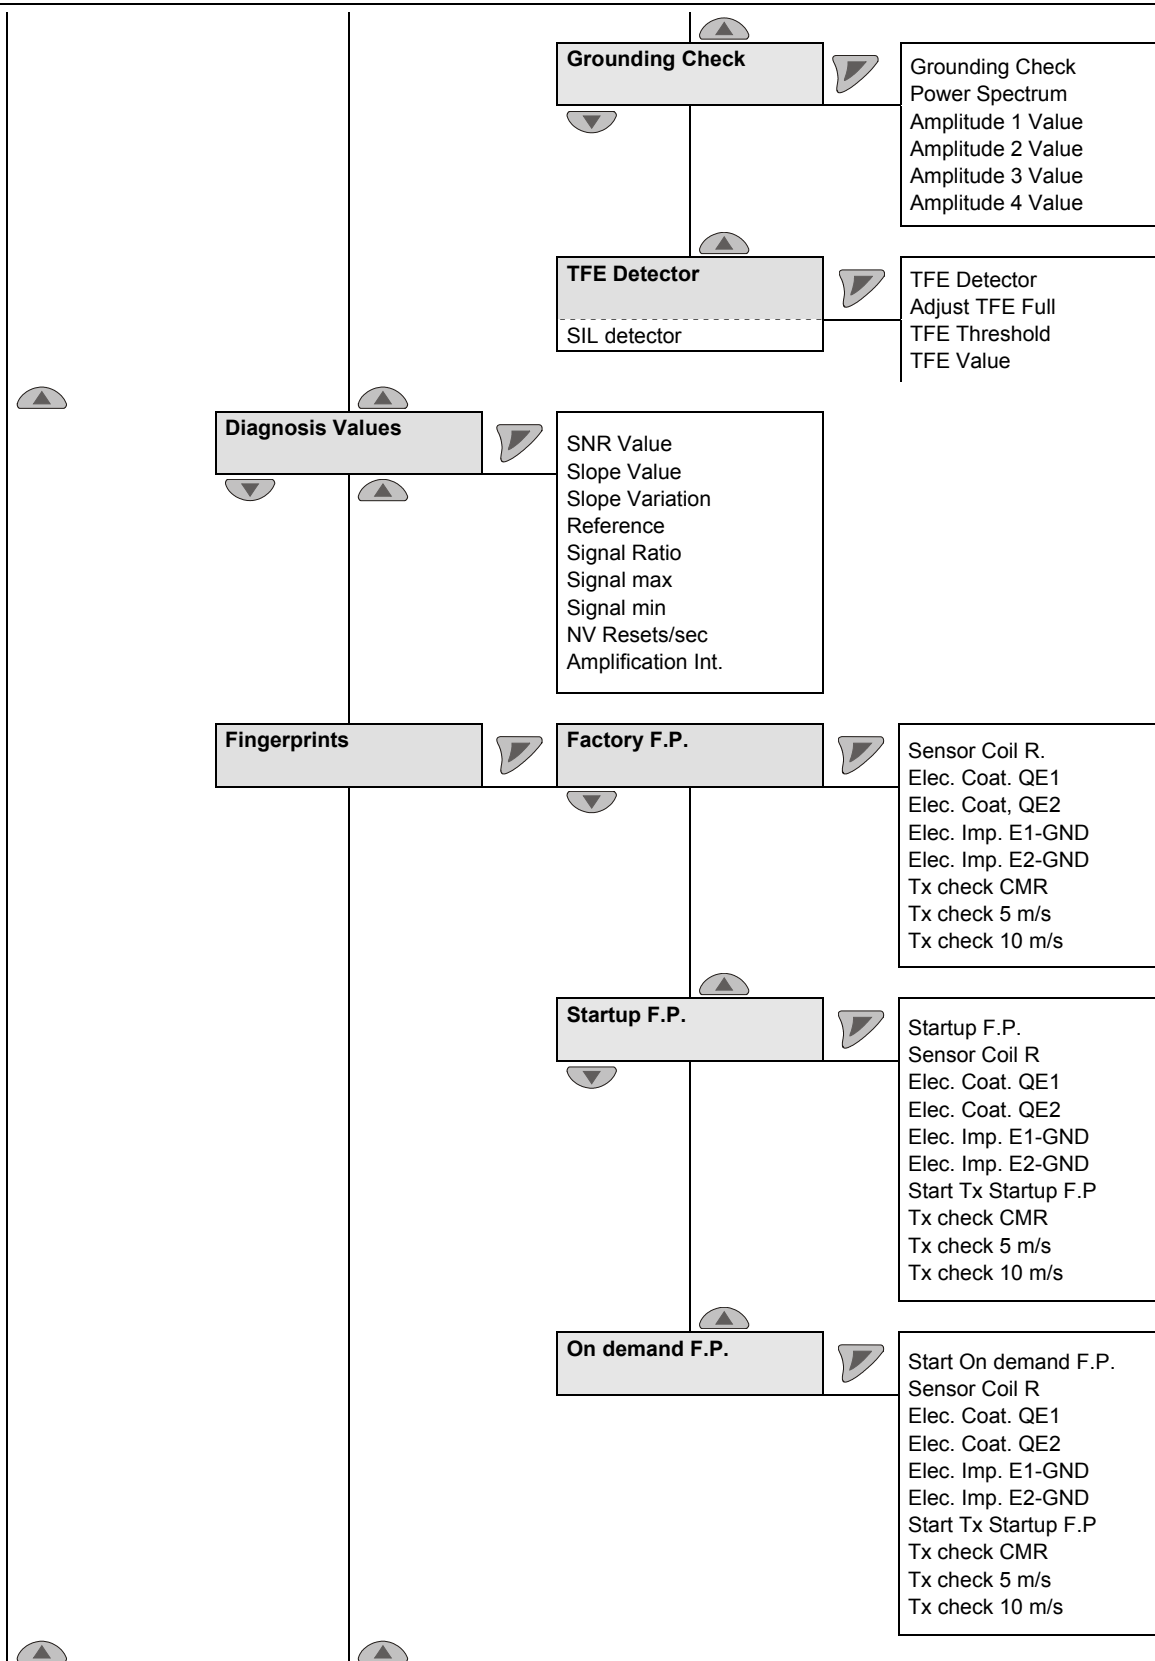 Grounding Check
Grounding Check
Power Spectrum
Amplitude 1 Value
Amplitude 2 Value
Amplitude 3 Value
Amplitude 4 Value
TFE Detector
SIL detector
TFE Detector
Adjust TFE Full
TFE Threshold
TFE Value
Diagnosis Values
SNR Value
Slope Value
Slope Variation
Reference
Signal Ratio
Signal max
Signal min
NV Resets/sec
Amplification Int.
Fingerprints
Factory F.P.
Sensor Coil R.
Elec. Coat. QE1
Elec. Coat, QE2
Elec. Imp. E1-GND
Elec. Imp. E2-GND
Tx check CMR
Tx check 5 m/s
Tx check 10 m/s
Startup F.P.
Startup F.P.
Sensor Coil R
Elec. Coat. QE1
Elec. Coat. QE2
Elec. Imp. E1-GND
Elec. Imp. E2-GND
Start Tx Startup F.P
Tx check CMR
Tx check 5 m/s
Tx check 10 m/s
On demand F.P.
Start On demand F.P.
Sensor Coil R
Elec. Coat. QE1
Elec. Coat. QE2
Elec. Imp. E1-GND
Elec. Imp. E2-GND
Start Tx Startup F.P
Tx check CMR
Tx check 5 m/s
Tx check 10 m/s